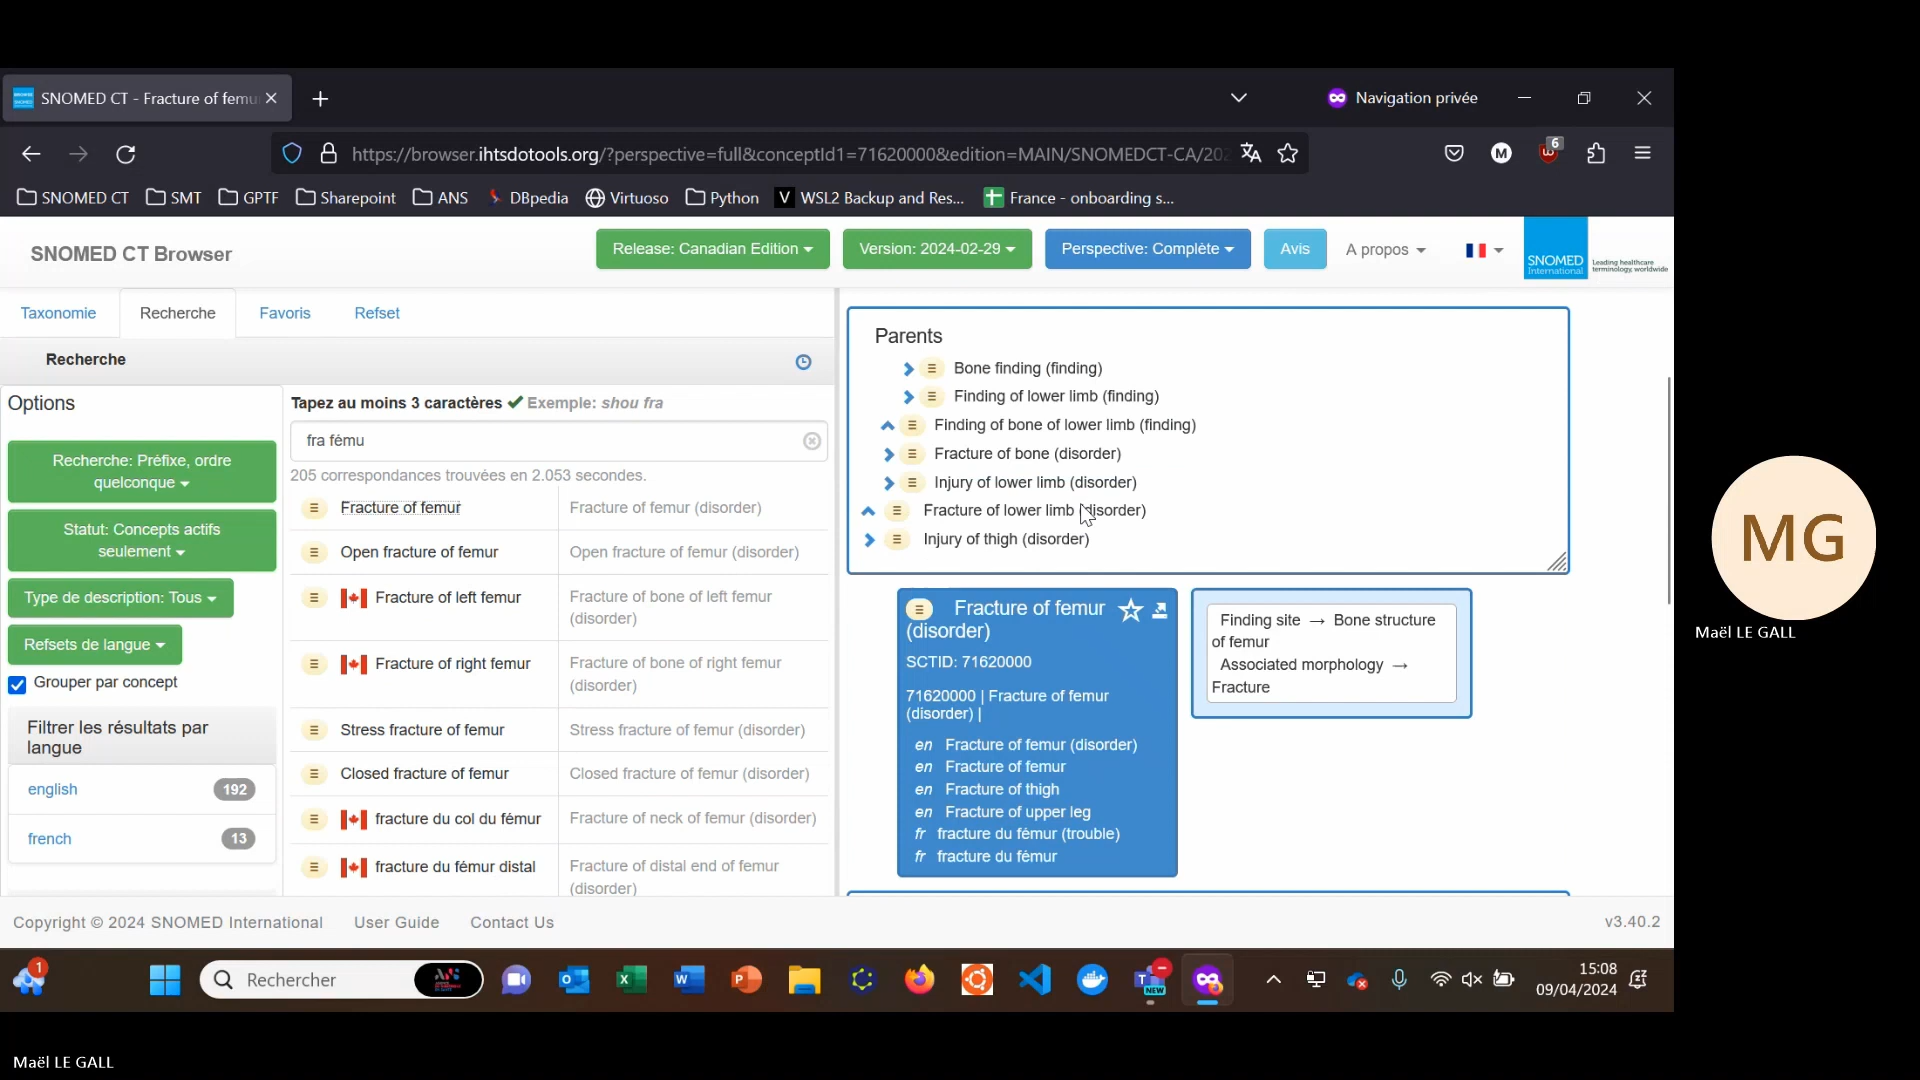 SNOMED CT - Fracture of femu
Navigation privée
https://browser.ihtsdotools.org/?perspective=full&conceptId1=71620000&edition=MAIN/SNOMEDCT-CA/202
6
SNOMED CT
SMT
GPTF
Sharepoint
ANS
DBpedia
Virtuoso
Python
WSL2 Backup and Res...
France - onboarding s...
SNOMED CT Browser
Release: Canadian Edition
Version: 2024-02-29
Perspective: Complète
Avis
A propos
SNOMED
International
Leading healthcare
terminology, worldwide
Taxonomie
Recherche
Favoris
Refset
Recherche
Options
Recherche: Préfixe, ordre
quelconque
Statut: Concepts actifs
seulement
Type de description: Tous
Refsets de langue
Grouper par concept
Filtrer les résultats par
langue
english 192
french 13
Tapez au moins 3 caractères Exemple: shou fra
fra fému
205 correspondances trouvées en 2.053 secondes.
Fracture of femur
Fracture of femur (disorder)
Open fracture of femur
Open fracture of femur (disorder)
Fracture of left femur
Fracture of bone of left femur
(disorder)
Fracture of right femur
Fracture of bone of right femur
(disorder)
Stress fracture of femur
Stress fracture of femur (disorder)
Closed fracture of femur
Closed fracture of femur (disorder)
fracture du col du fémur
Fracture of neck of femur (disorder)
fracture du fémur distal
Fracture of distal end of femur
(disorder)
Parents
Bone finding (finding)
Finding of lower limb (finding)
Finding of bone of lower limb (finding)
Fracture of bone (disorder)
Injury of lower limb (disorder)
Fracture of lower limb (disorder)
Injury of thigh (disorder)
Fracture of femur
(disorder)
SCTID: 71620000
71620000 | Fracture of femur
(disorder) |
en Fracture of femur (disorder)
en Fracture of femur
en Fracture of thigh
en Fracture of upper leg
fr fracture du fémur (trouble)
fr fracture du fémur
Finding site → Bone structure
of femur
Associated morphology →
Fracture
Copyright © 2024 SNOMED International
User Guide
Contact Us
v3.40.2
1
Rechercher
NEW
15:08
09/04/2024
MG
Maël LE GALL
Maël LE GALL